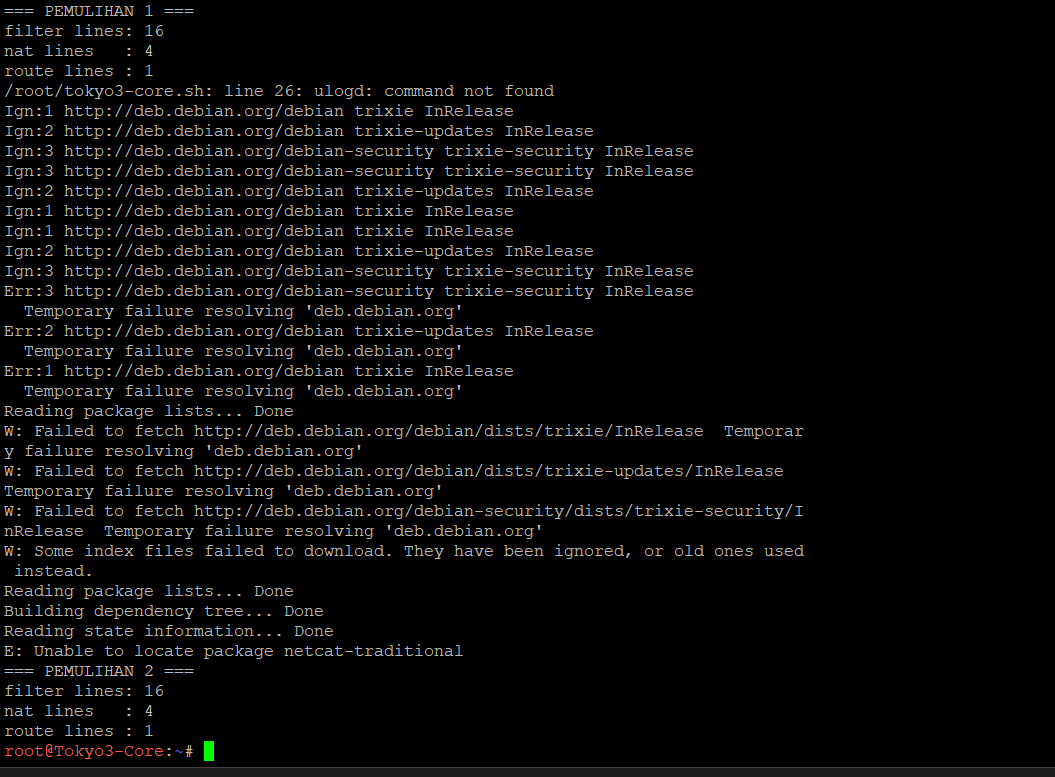 === PEMULIHAN 1 ===
filter lines: 16
nat lines   : 4
route lines : 1
/root/tokyo3-core.sh: line 26: ulogd: command not found
Ign:1 http://deb.debian.org/debian trixie InRelease
Ign:2 http://deb.debian.org/debian trixie-updates InRelease
Ign:3 http://deb.debian.org/debian-security trixie-security InRelease
Ign:3 http://deb.debian.org/debian-security trixie-security InRelease
Ign:2 http://deb.debian.org/debian trixie-updates InRelease
Ign:1 http://deb.debian.org/debian trixie InRelease
Ign:1 http://deb.debian.org/debian trixie InRelease
Ign:2 http://deb.debian.org/debian trixie-updates InRelease
Ign:3 http://deb.debian.org/debian-security trixie-security InRelease
Err:3 http://deb.debian.org/debian-security trixie-security InRelease
  Temporary failure resolving 'deb.debian.org'
Err:2 http://deb.debian.org/debian trixie-updates InRelease
  Temporary failure resolving 'deb.debian.org'
Err:1 http://deb.debian.org/debian trixie InRelease
  Temporary failure resolving 'deb.debian.org'
Reading package lists... Done
W: Failed to fetch http://deb.debian.org/debian/dists/trixie/InRelease  Temporar
y failure resolving 'deb.debian.org'
W: Failed to fetch http://deb.debian.org/debian/dists/trixie-updates/InRelease
Temporary failure resolving 'deb.debian.org'
W: Failed to fetch http://deb.debian.org/debian-security/dists/trixie-security/I
nRelease  Temporary failure resolving 'deb.debian.org'
W: Some index files failed to download. They have been ignored, or old ones used
 instead.
Reading package lists... Done
Building dependency tree... Done
Reading state information... Done
E: Unable to locate package netcat-traditional
=== PEMULIHAN 2 ===
filter lines: 16
nat lines   : 4
route lines : 1
root@Tokyo3-Core:~#